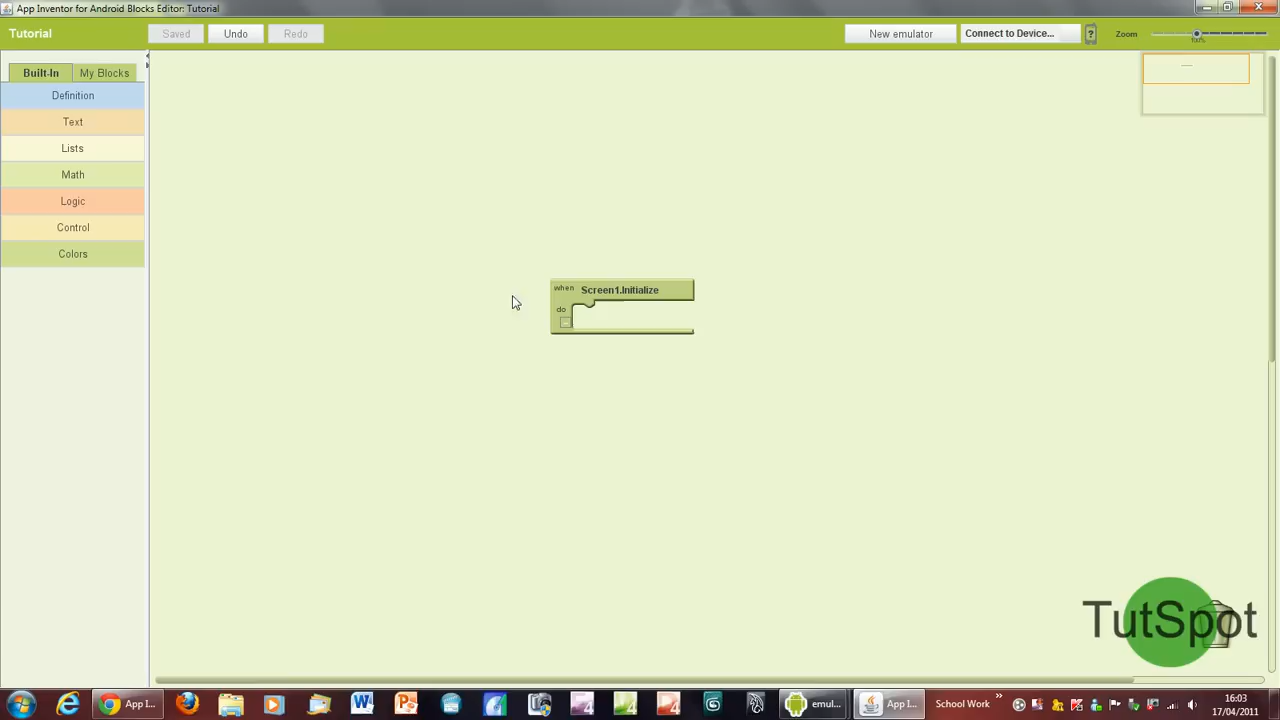 App Inventor for Android Blocks Editor: Tutorial
Tutorial
Saved
Undo
Redo
New emulator
Connect to Device...
?
Zoom
100%
Built-In
My Blocks
Definition
Text
Lists
Math
Logic
Control
Colors
when Screen1.Initialize
do
TutSpot
App I...
emul...
App I...
School Work
16:03
17/04/2011